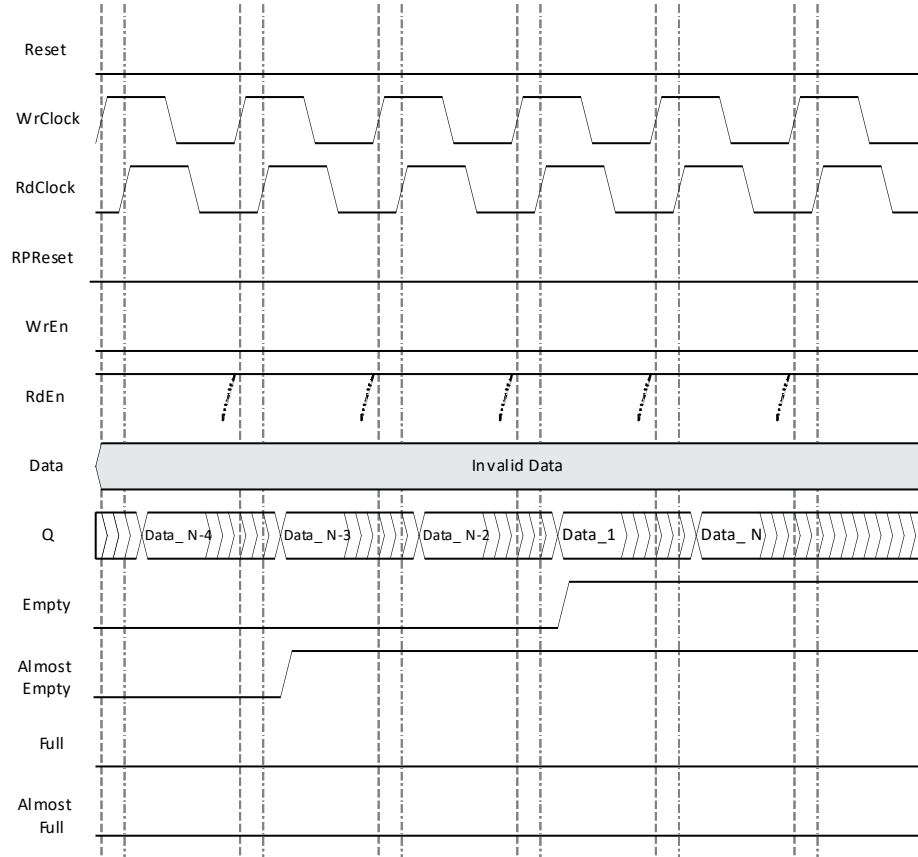 Reset
WrClock
RdClock
RPReset
WrEn
RdEn
Data
Invalid Data
Q
Data_ N-4
Data_ N-3
Data_ N-2
Data_1
Data_ N
Empty
Almost
Empty
Full
Almost
Full